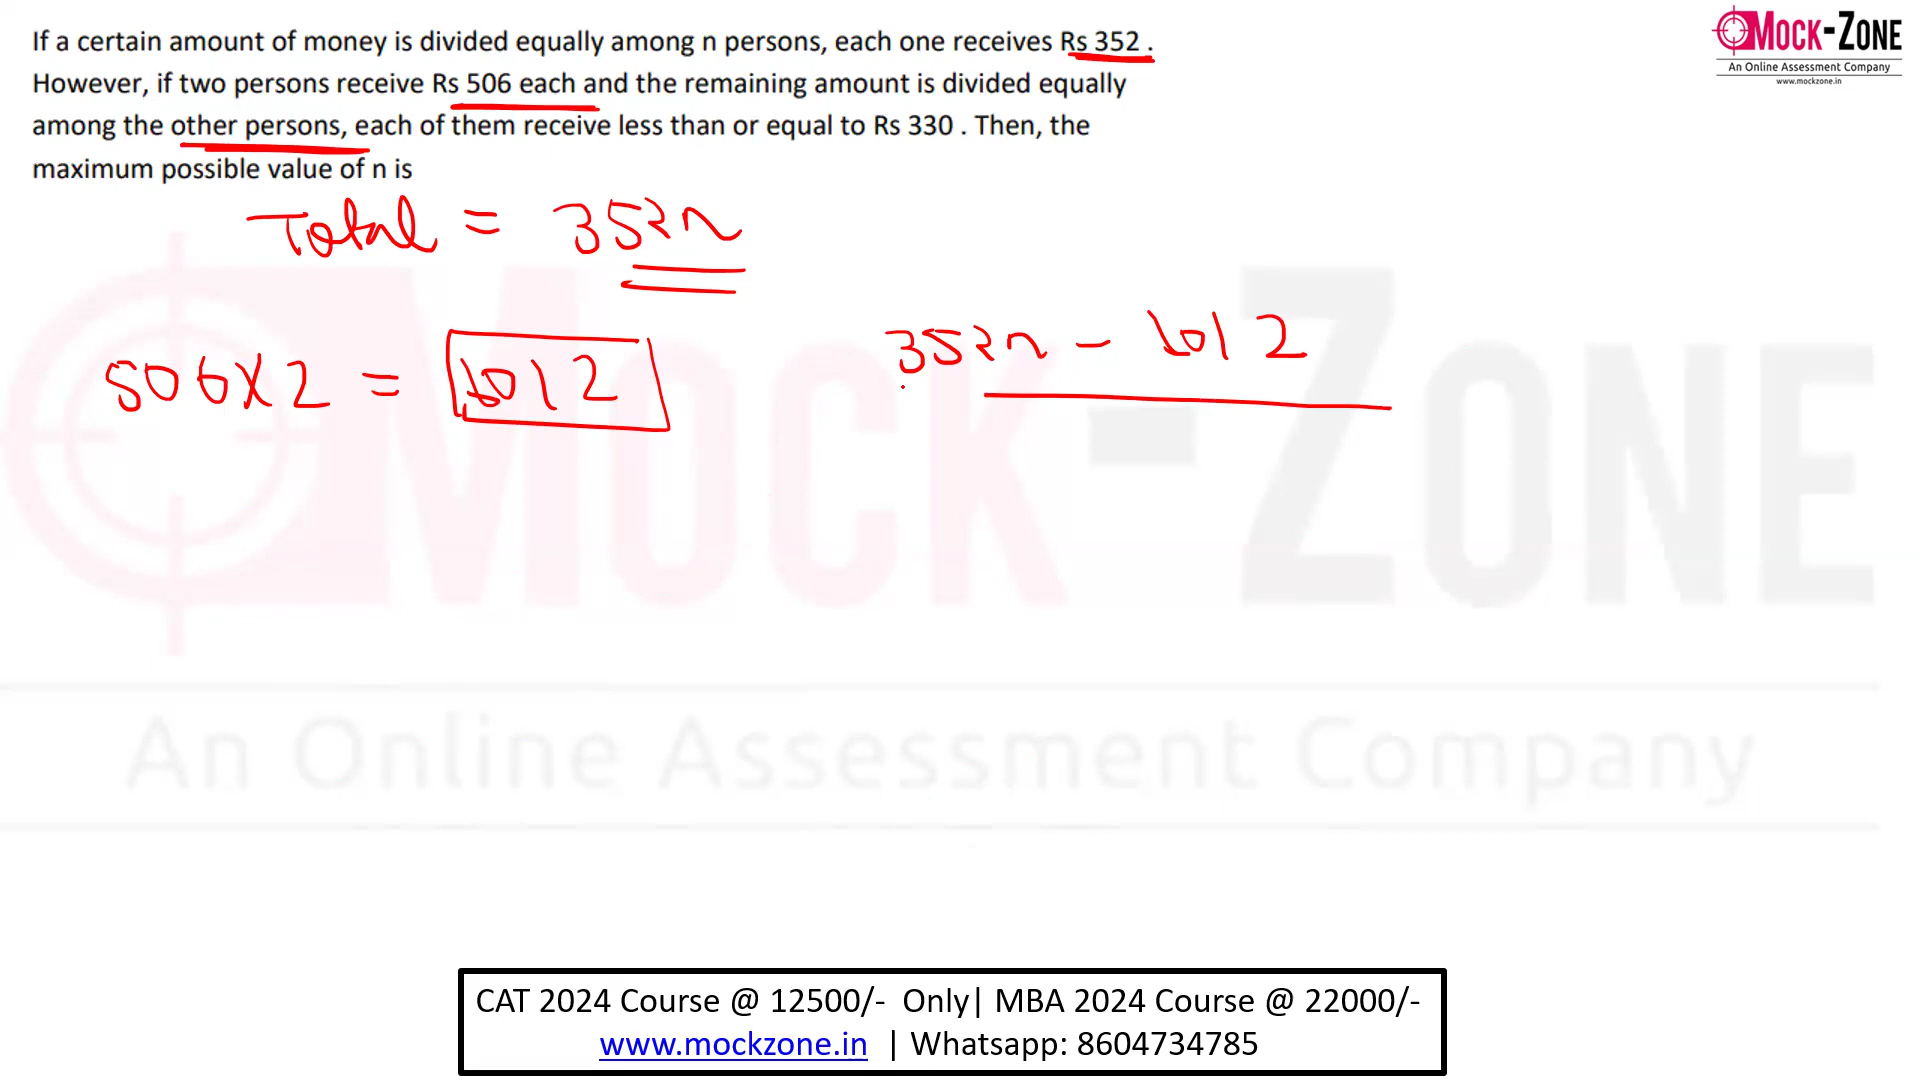 If a certain amount of money is divided equally among n persons, each one receives Rs 352 .
However, if two persons receive Rs 506 each and the remaining amount is divided equally
among the other persons, each of them receive less than or equal to Rs 330 . Then, the
maximum possible value of n is
MOCK-ZONE
An Online Assessment Company
www.mockzone.in
Total = 352n
506 x 2 = 1012
352n - 1012
MOCK-ZONE
An Online Assessment Company
CAT 2024 Course @ 12500/- Only| MBA 2024 Course @ 22000/-
www.mockzone.in | Whatsapp: 8604734785